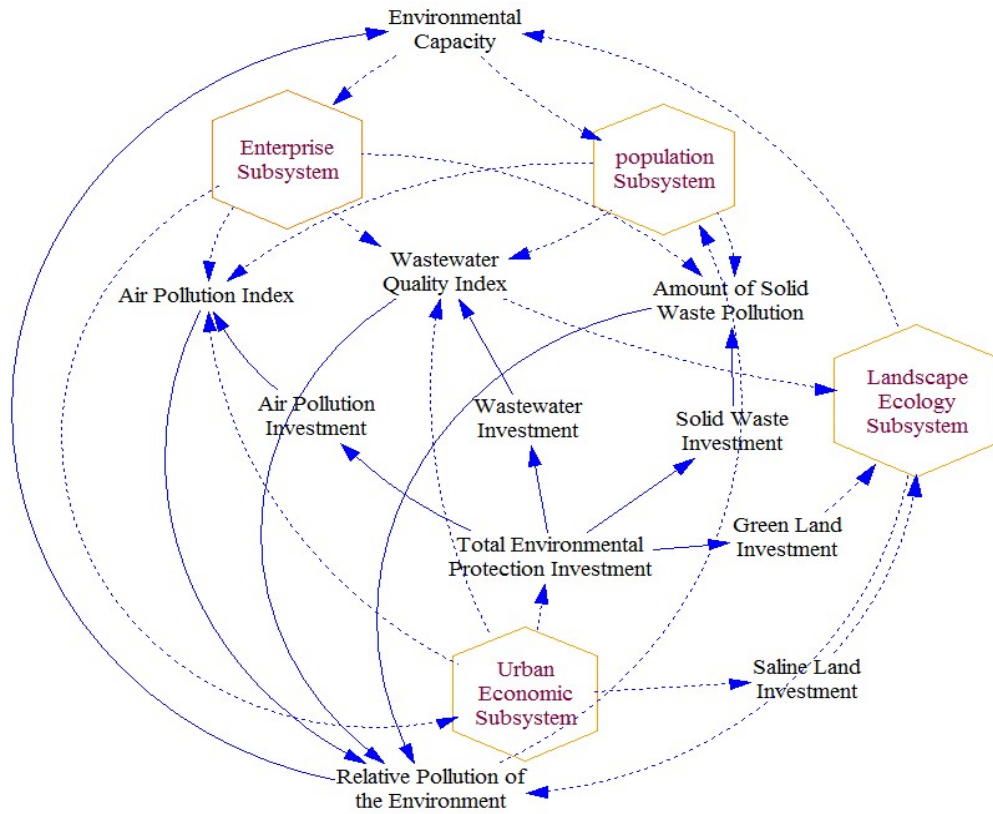 Environmental
Capacity
Enterprise
Subsystem
population
Subsystem
Wastewater
Quality Index
Air Pollution Index
Amount of Solid
Waste Pollution
Landscape
Ecology
Subsystem
Air Pollution
Investment
Wastewater
Investment
Solid Waste
Investment
Green Land
Investment
Total Environmental
Protection Investment
Urban
Economic
Subsystem
Saline Land
Investment
Relative Pollution of
the Environment